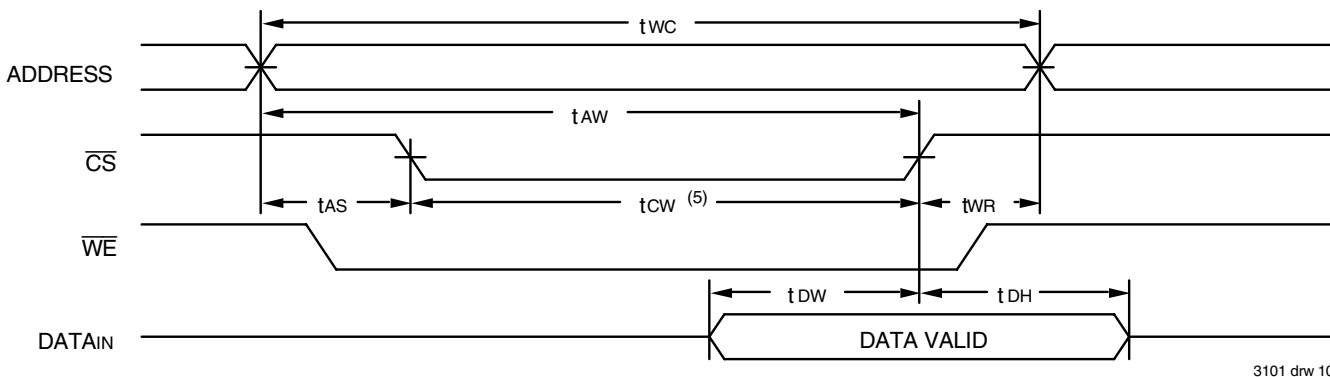 tWC
ADDRESS
tAW
CS
tAS
tCW (5)
tWR
WE
tDW
tDH
DATAIN
DATA VALID
3101 drw 10